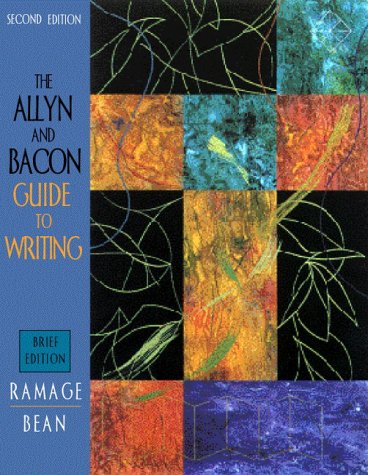 SECOND EDITION
THE
ALLYN
AND
BACON
GUIDE
TO
WRITING
BRIEF
EDITION
RAMAGE
BEAN